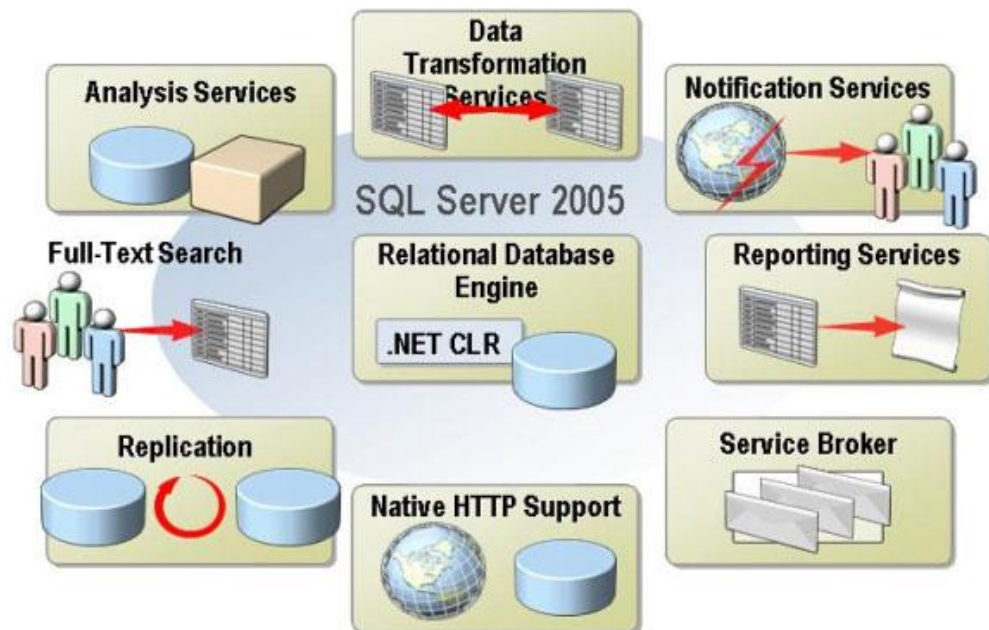 Data
Transformation
Services
Analysis Services
Notification Services
SQL Server 2005
Full-Text Search
Relational Database
Engine
.NET CLR
Reporting Services
Replication
Native HTTP Support
Service Broker